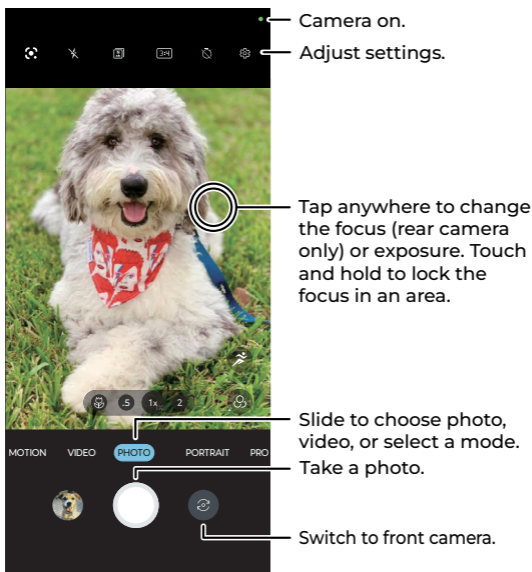 Camera on.
Adjust settings.
3:4
Tap anywhere to change
the focus (rear camera
only) or exposure. Touch
and hold to lock the
focus in an area.
.5 1x 2
Slide to choose photo,
video, or select a mode.
MOTION VIDEO PHOTO PORTRAIT PRO
Take a photo.
Switch to front camera.